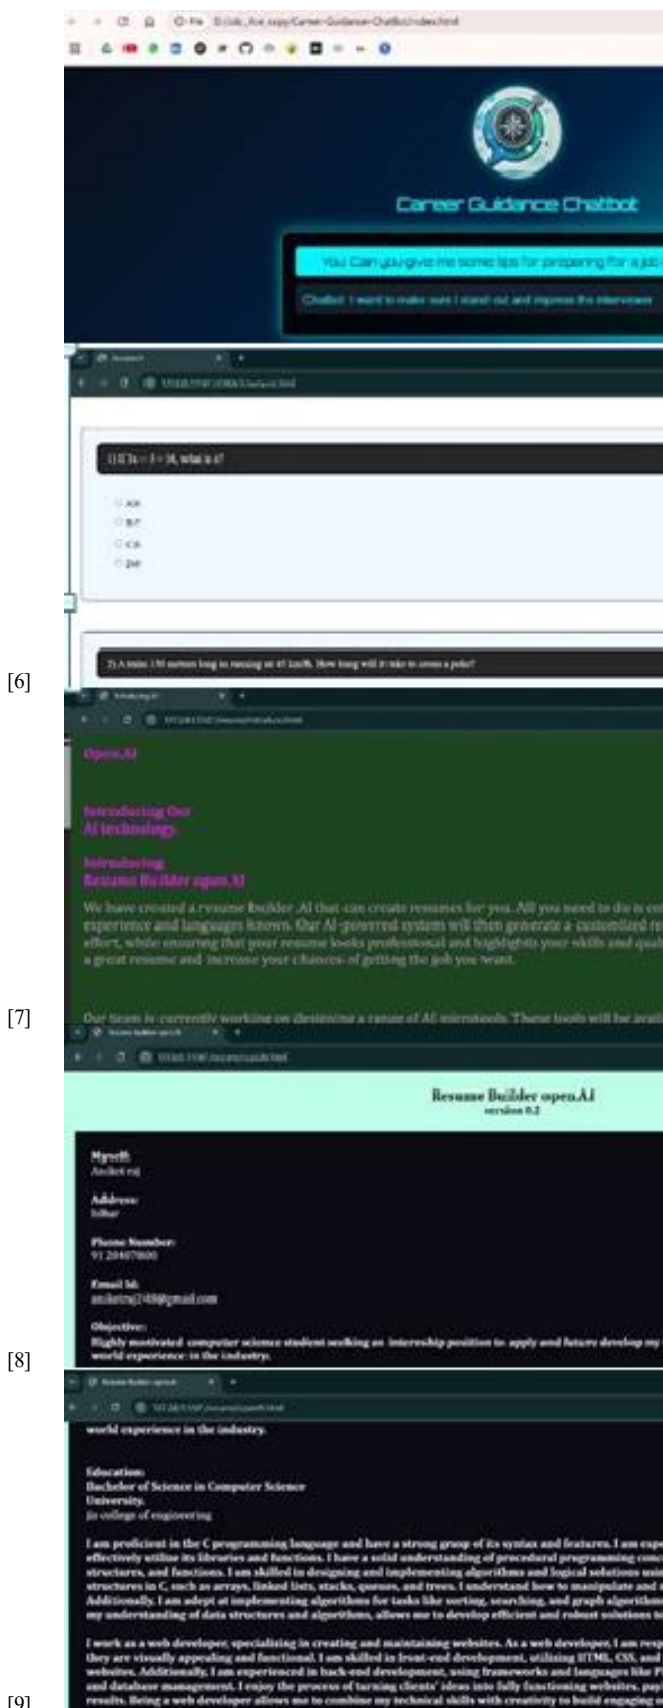 Career Guidance Chatbot
You: Can you give me some tips for preparing for a job
Chatbot: I want to make sure I stand out and impress the interviewer
what is
2) A train 150 meters long is running at 45 km/h. How long will it take to cross a pole?
[6]
Open.AI
Introducing Our
AI technology.
Introducing
Resume Builder open.AI
We have created a resume Builder .AI that can create resumes for you. All you need to do is
experience and languages known. Our AI-powered system will then generate a customized
effort, while ensuring that your resume looks professional and highlights your skills and
a great resume and increase your chances of getting the job you want.
[7]
Our team is currently working on designing a range of AI microtools. These tools will be
Resume Builder open.AI
version 0.2
Myself:
Aniket raj
Address:
bihar
Phone Number:
Email Id:
Objective:
Highly motivated computer science student seeking an internship position to apply and future develop my
[8]
world experience in the industry.
world experience in the industry.
Education:
Bachelor of Science in Computer Science
University.
college of engineering
I am proficient in the C programming language and have a strong grasp of its syntax and features. I am
effectively utilize its libraries and functions. I have a solid understanding of procedural programming
structures, and functions. I am skilled in designing and implementing algorithms and logical solutions
structures in C, such as arrays, linked lists, stacks, queues, and trees. I understand how to manipulate and
Additionally, I am adept at implementing algorithms for tasks like sorting, searching, and graph
my understanding of data structures and algorithms, allows me to develop efficient and robust solutions
I work as a web developer, specializing in creating and maintaining websites. As a web developer, I am
they are visually appealing and functional. I am skilled in front-end development, utilizing HTML, CSS, and
websites. Additionally, I am experienced in back-end development, using frameworks and languages like
and database management. I enjoy the process of turning clients' ideas into fully functioning websites,
[9]
results. Being a web developer allows me to combine my technical skills with creativity and